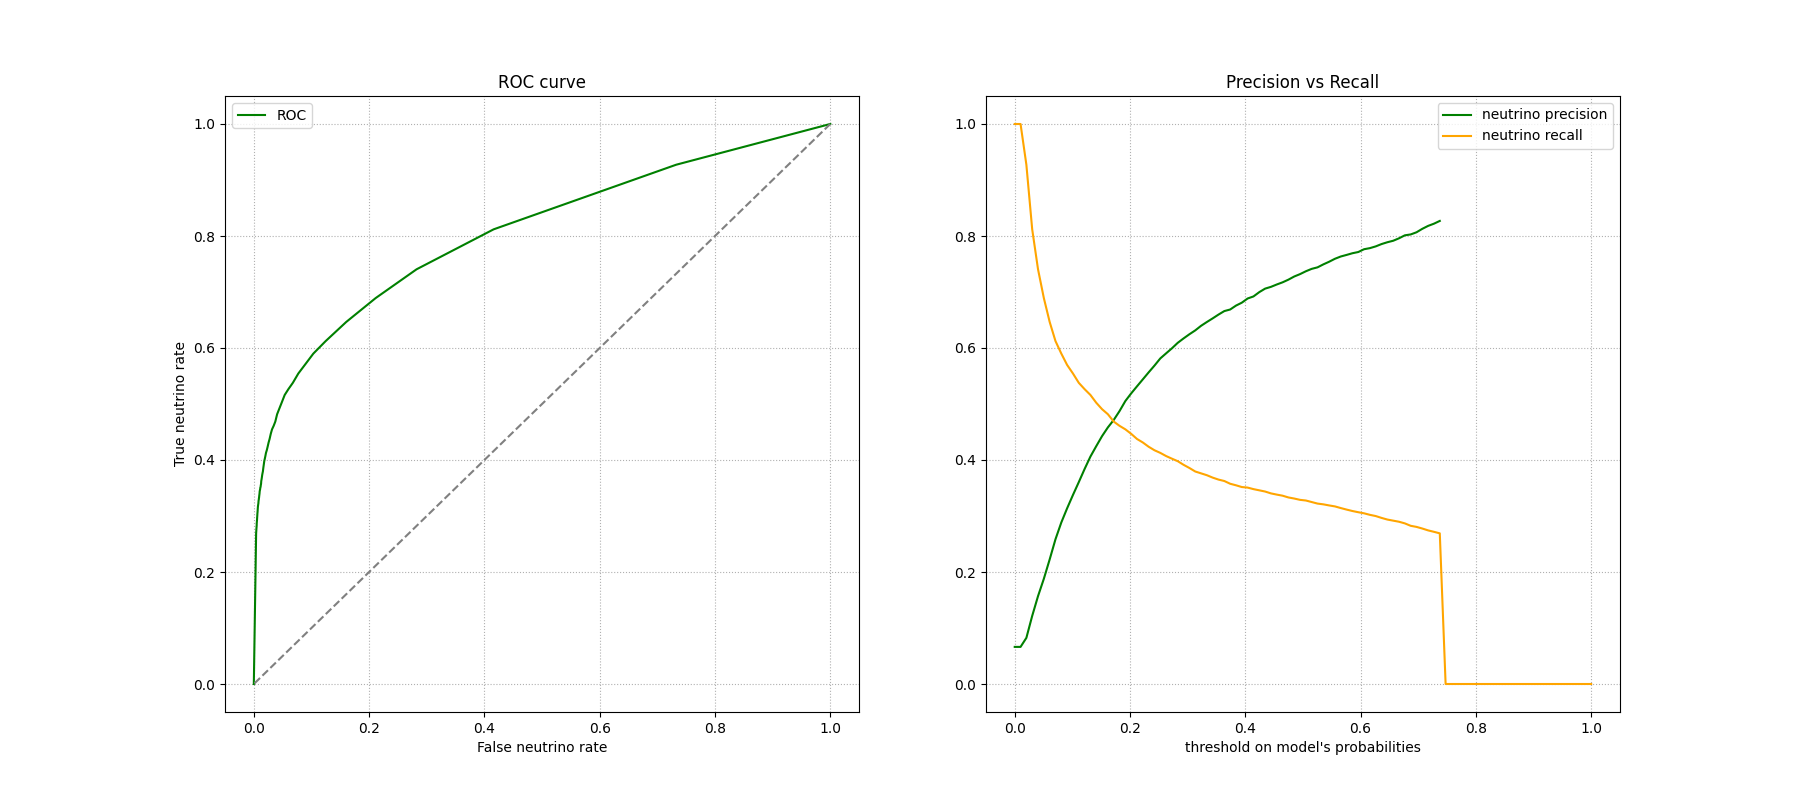 ROC curve
ROC
1.0
0.8
0.6
0.4
0.2
0.0
True neutrino rate
0.0 0.2 0.4 0.6 0.8 1.0
False neutrino rate
Precision vs Recall
neutrino precision
neutrino recall
1.0
0.8
0.6
0.4
0.2
0.0
0.0 0.2 0.4 0.6 0.8 1.0
threshold on model's probabilities